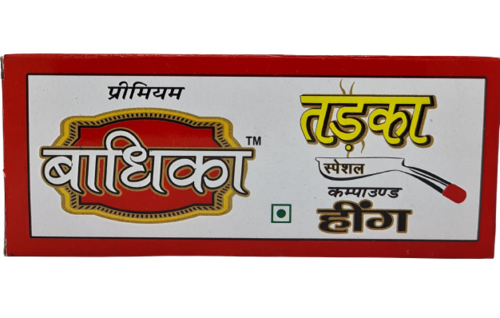 प्रीमियम
बाधिका™
तड़का
स्पेशल
कम्पाउण्ड
हींग